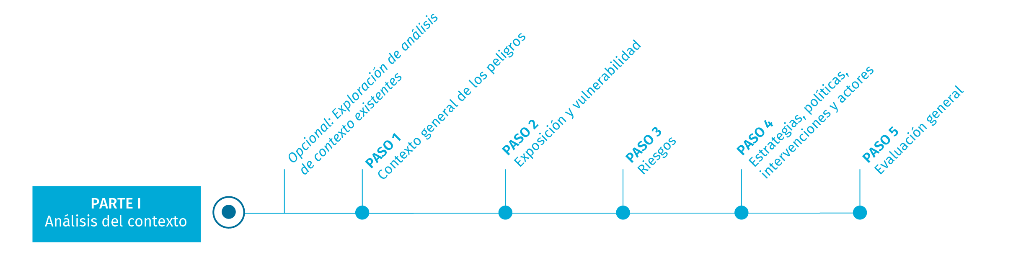 PARTE I
Análisis del contexto
Opcional: Exploración de análisis
de contexto existentes
PASO 1
Contexto general de los peligros
PASO 2
Exposición y vulnerabilidad
PASO 3
Riesgos
PASO 4
Estrategias, políticas,
intervenciones y actores
PASO 5
Evaluación general